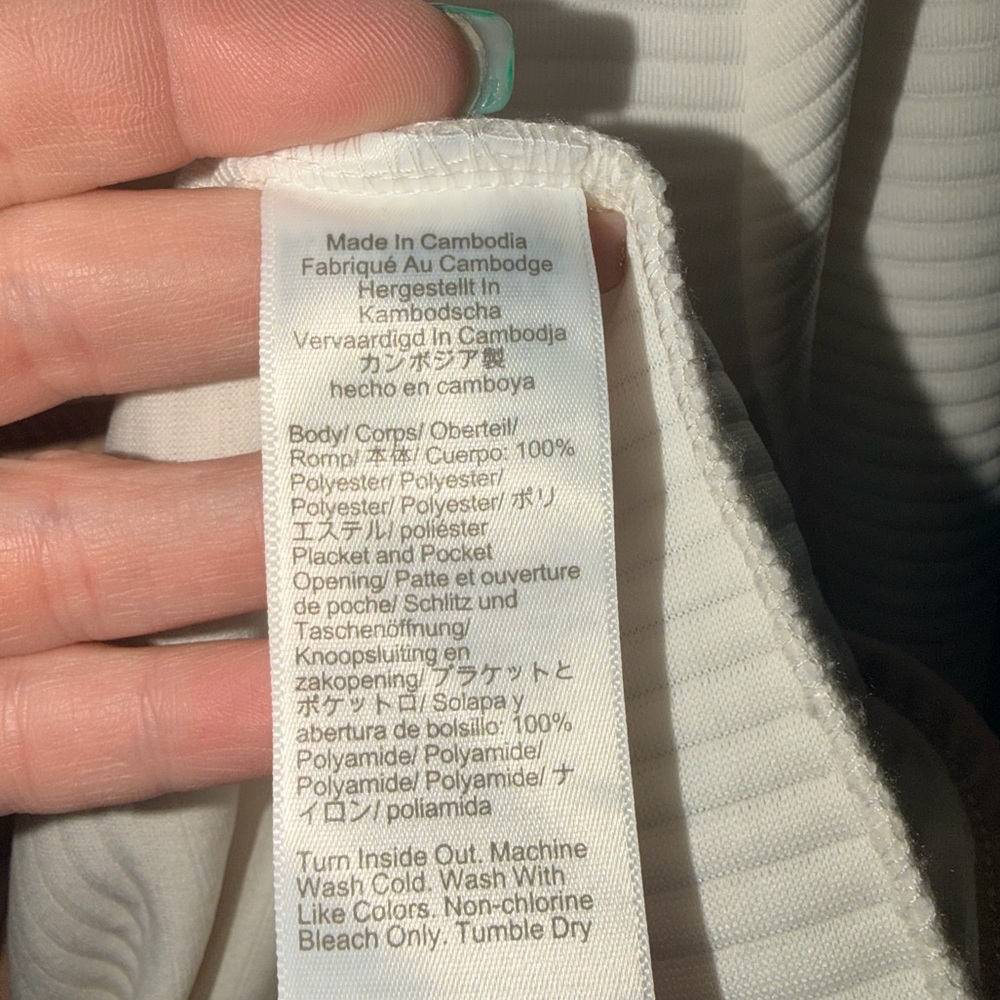 Made In Cambodia
Fabriqué Au Cambodge
Hergestellt In
Kambodscha
Vervaardigd In Cambodja
カンボジア製
hecho en camboya
Body/ Corps/ Oberteil/
Romp/ 本体/ Cuerpo: 100%
Polyester/ Polyester/
Polyester/ Polyester/ ポリ
エステル/ poliéster
Placket and Pocket
Opening/ Patte et ouverture
de poche/ Schlitz und
Taschenöffnung/
Knoopsluiting en
zakopening/ プラケットと
ポケット口/ Solapa y
abertura de bolsillo: 100%
Polyamide/ Polyamide/
Polyamide/ Polyamide/ ナ
イロン/ poliamida
Turn Inside Out. Machine
Wash Cold. Wash With
Like Colors. Non-chlorine
Bleach Only. Tumble Dry